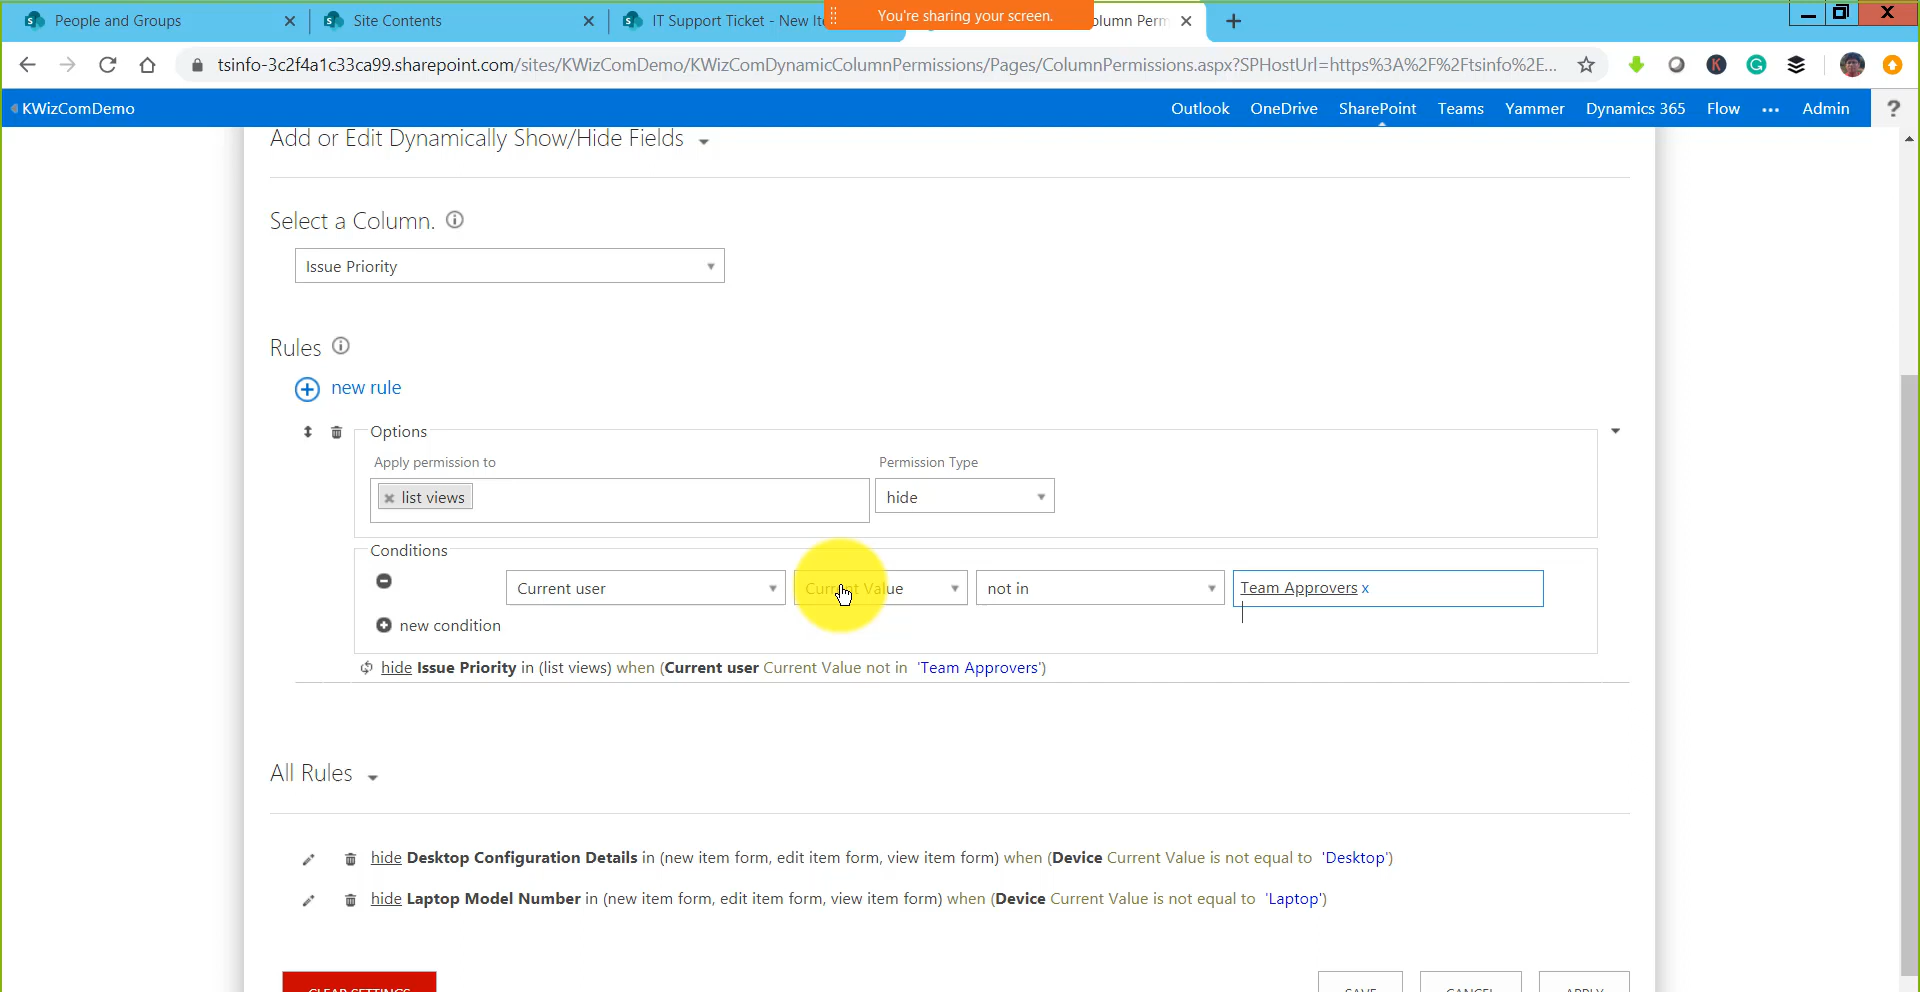 People and Groups
Site Contents
IT Support Ticket - New Ite
You're sharing your screen.
olumn Perm
tsinfo-3c2f4a1c33ca99.sharepoint.com/sites/KWizComDemo/KWizComDynamicColumnPermissions/Pages/ColumnPermissions.aspx?SPHostUrl=https%3A%2F%2Ftsinfo%2E...
KWizComDemo
Outlook OneDrive SharePoint Teams Yammer Dynamics 365 Flow ... Admin ?
Add or Edit Dynamically Show/Hide Fields
Select a Column.
Issue Priority
Rules
new rule
Options
Apply permission to
Permission Type
list views
hide
Conditions
Current user
Current Value
not in
Team Approvers x
new condition
hide Issue Priority in (list views) when (Current user Current Value not in 'Team Approvers')
All Rules
hide Desktop Configuration Details in (new item form, edit item form, view item form) when (Device Current Value is not equal to 'Desktop')
hide Laptop Model Number in (new item form, edit item form, view item form) when (Device Current Value is not equal to 'Laptop')
CLEAR SETTINGS
SAVE
CANCEL
APPLY